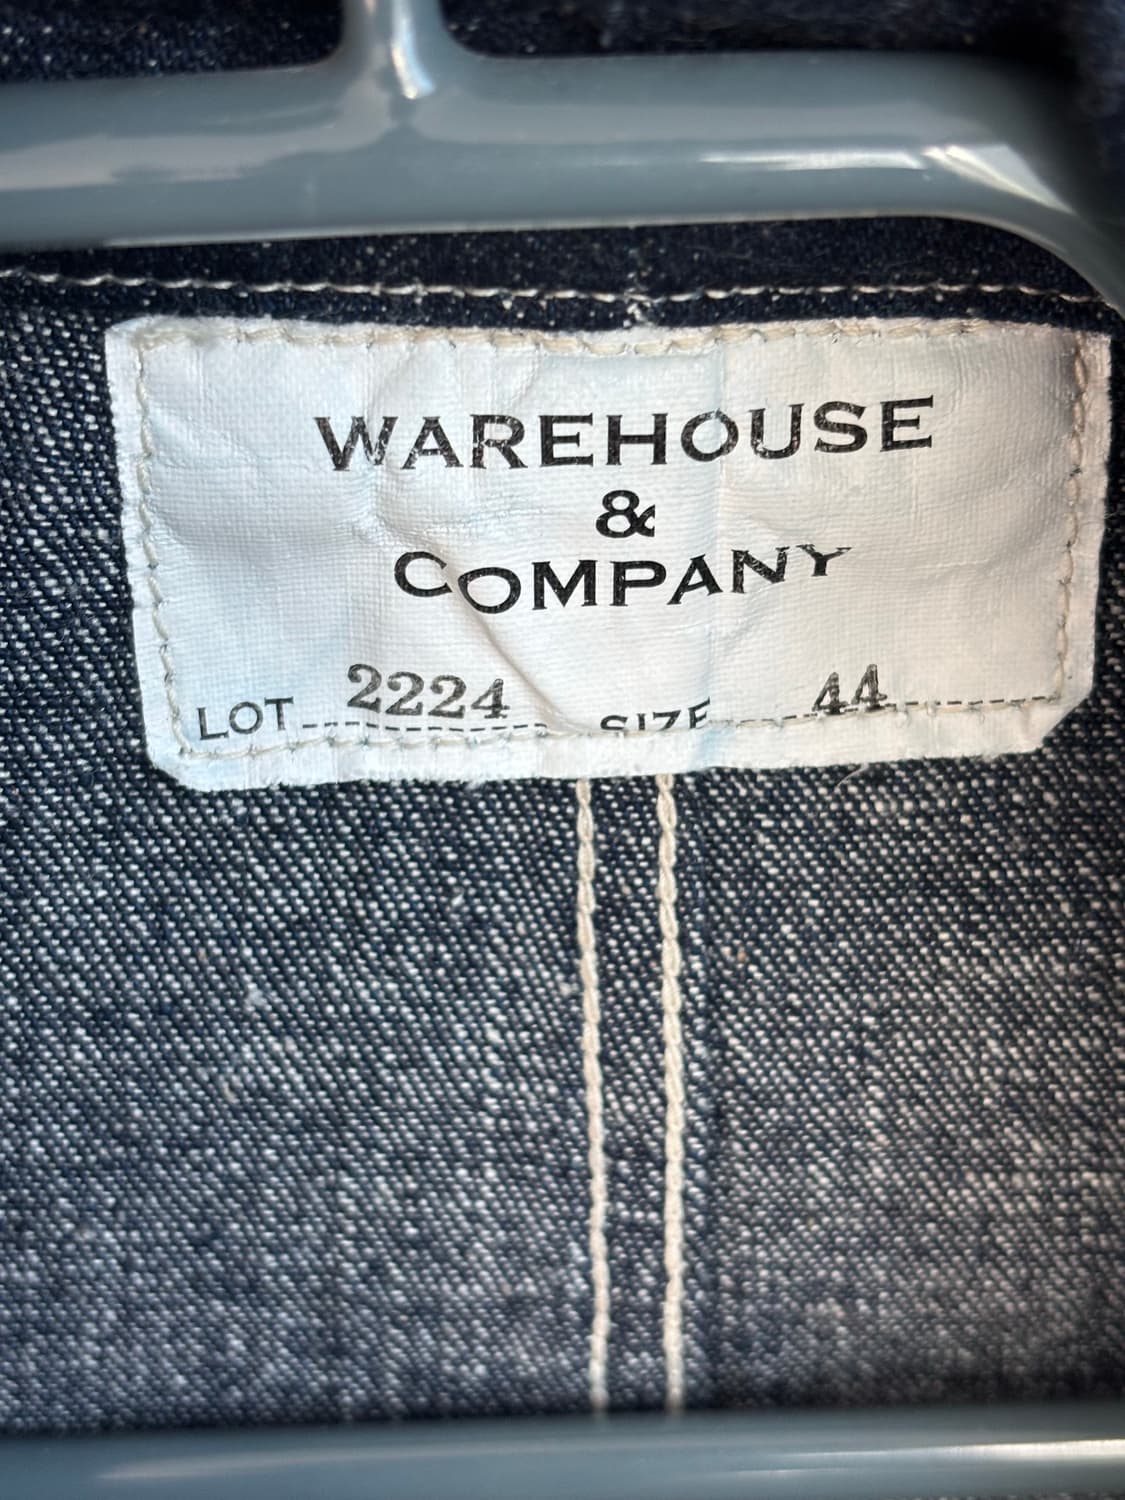 WAREHOUSE
&
COMPANY
LOT 2224 SIZE 44